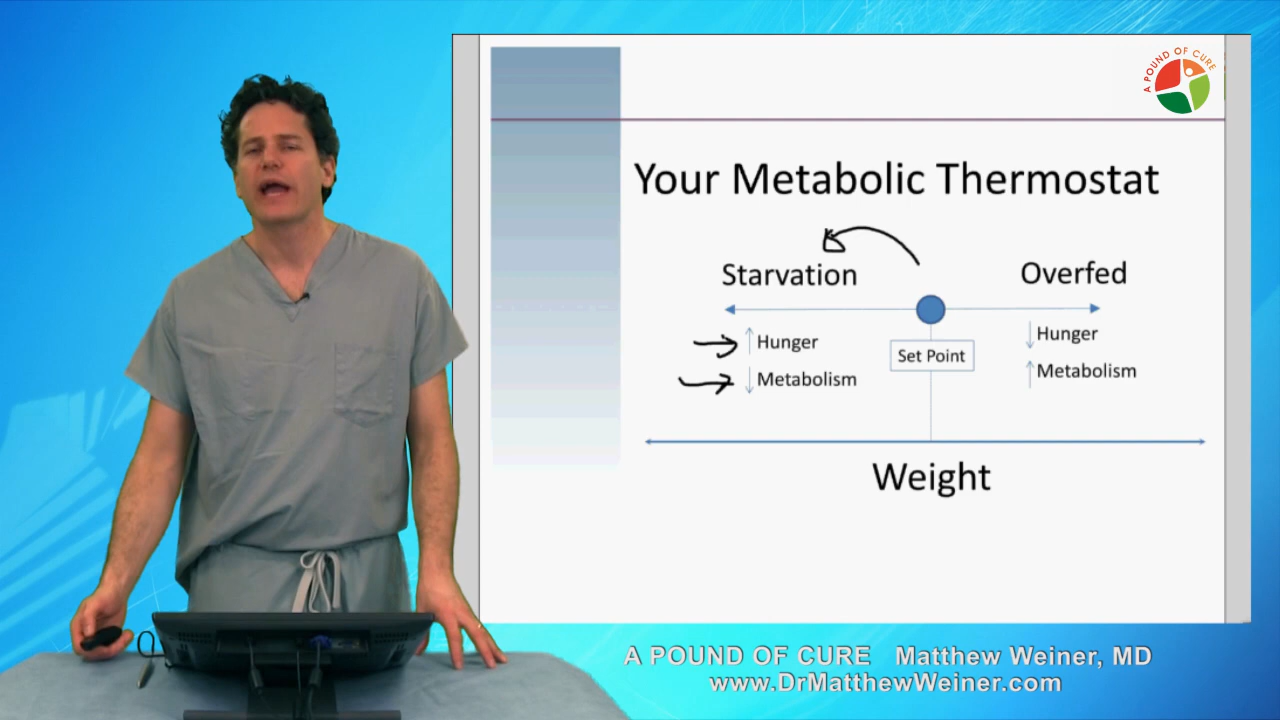 A POUND OF CURE
Your Metabolic Thermostat
Starvation
Overfed
Hunger
Metabolism
Set Point
Hunger
Metabolism
Weight
A POUND OF CURE Matthew Weiner, MD
www.DrMatthewWeiner.com